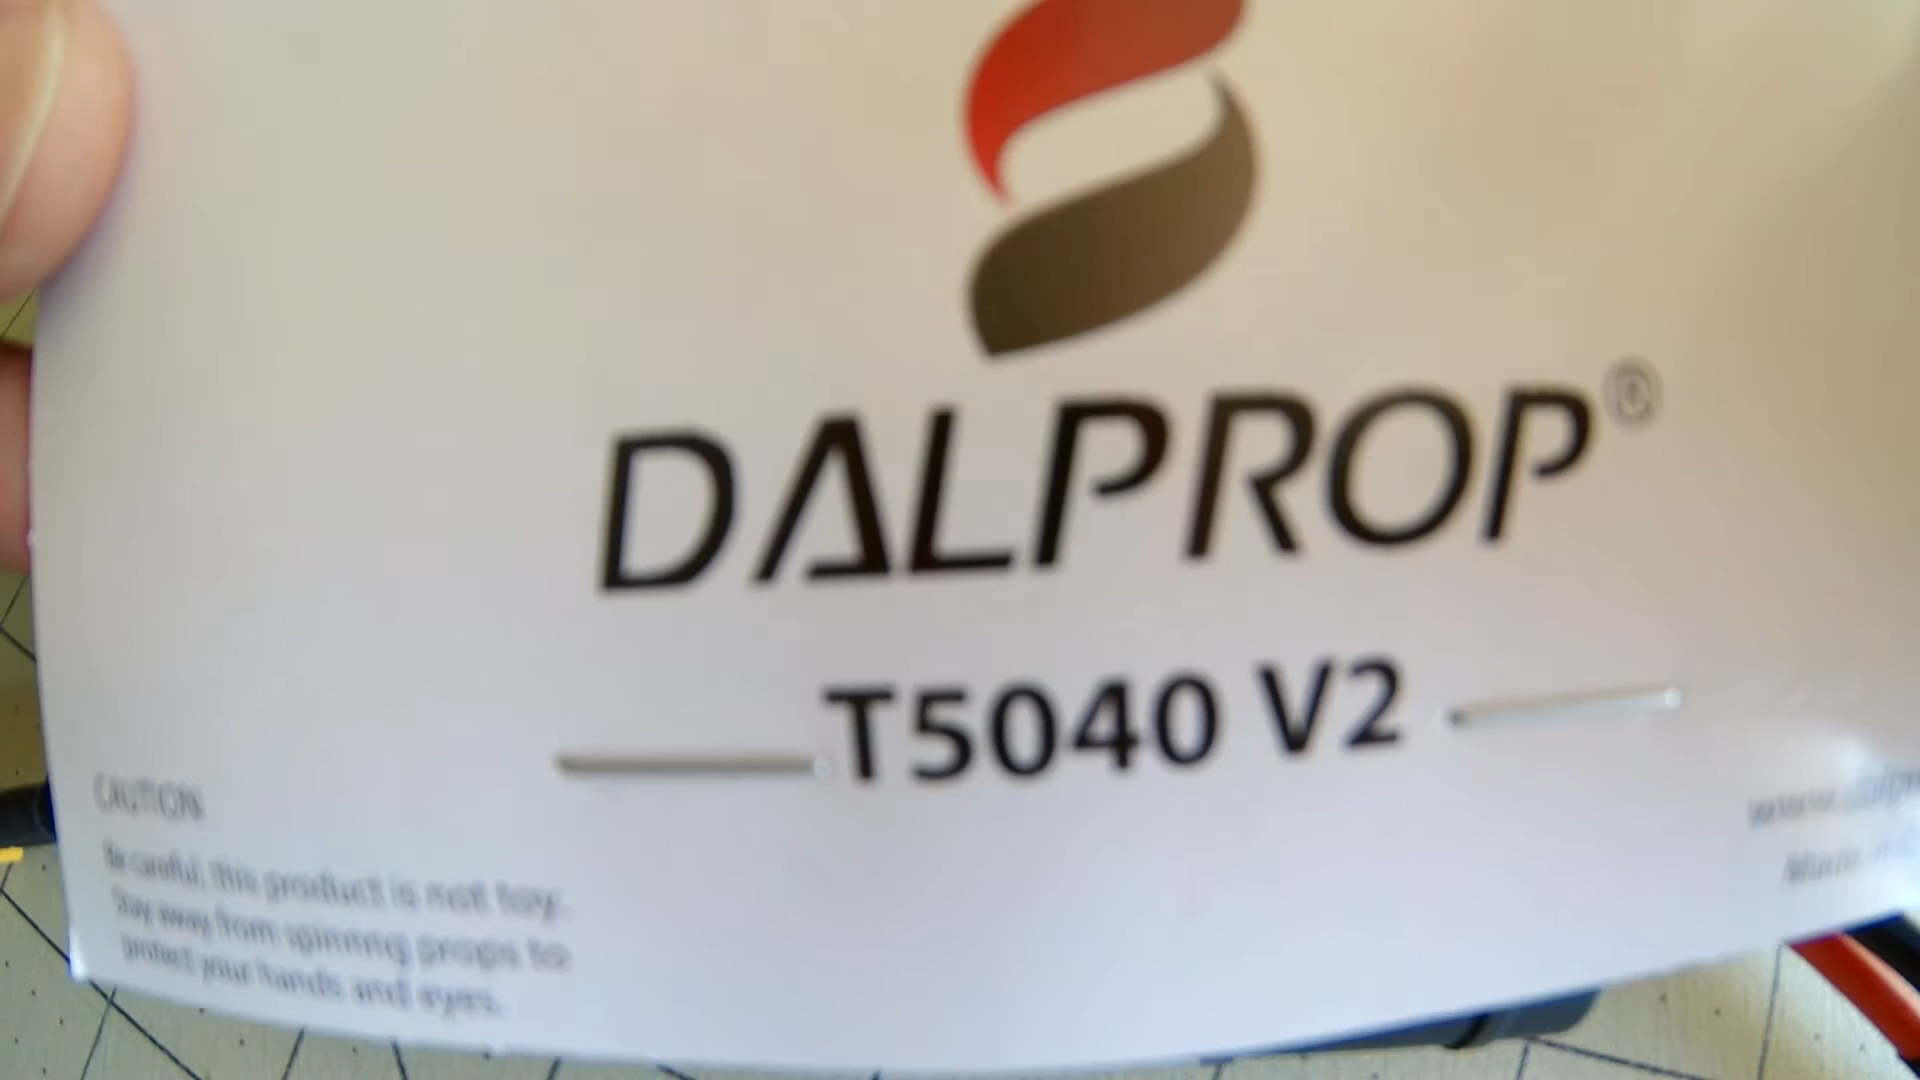 DALPROP®
T5040 V2
CAUTION:
Be careful, this product is not toy.
Stay away from spinning props to
protect your hands and eyes.
Made